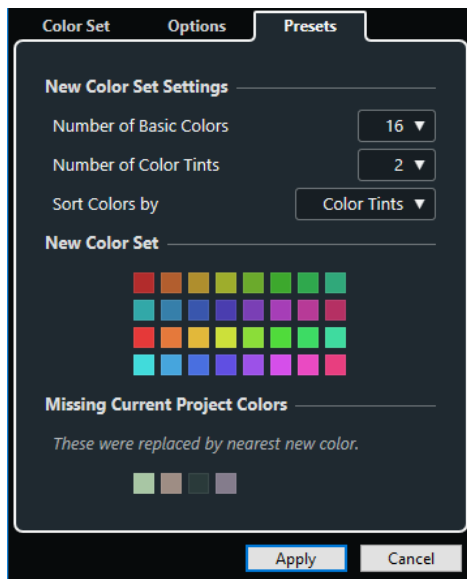 Color Set Options Presets
New Color Set Settings
Number of Basic Colors 16
Number of Color Tints 2
Sort Colors by Color Tints
New Color Set
Missing Current Project Colors
These were replaced by nearest new color.
Apply Cancel